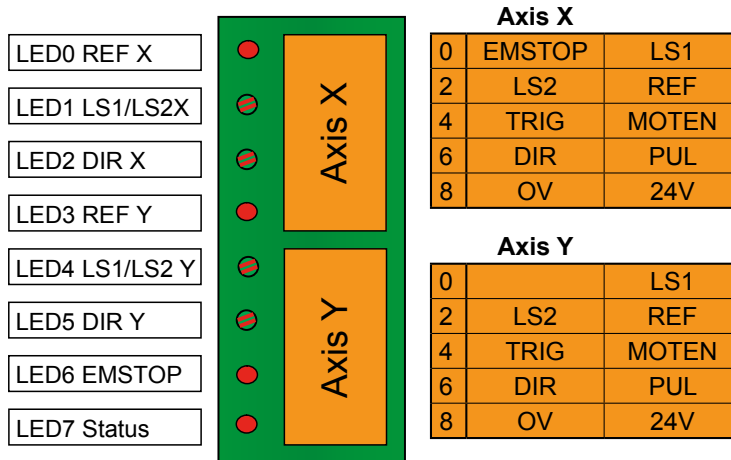 LED0 REF X
LED1 LS1/LS2X
LED2 DIR X
LED3 REF Y
LED4 LS1/LS2 Y
LED5 DIR Y
LED6 EMSTOP
LED7 Status
Axis X
Axis Y
Axis X
0 EMSTOP LS1
2 LS2 REF
4 TRIG MOTEN
6 DIR PUL
8 OV 24V
Axis Y
0 LS1
2 LS2 REF
4 TRIG MOTEN
6 DIR PUL
8 OV 24V